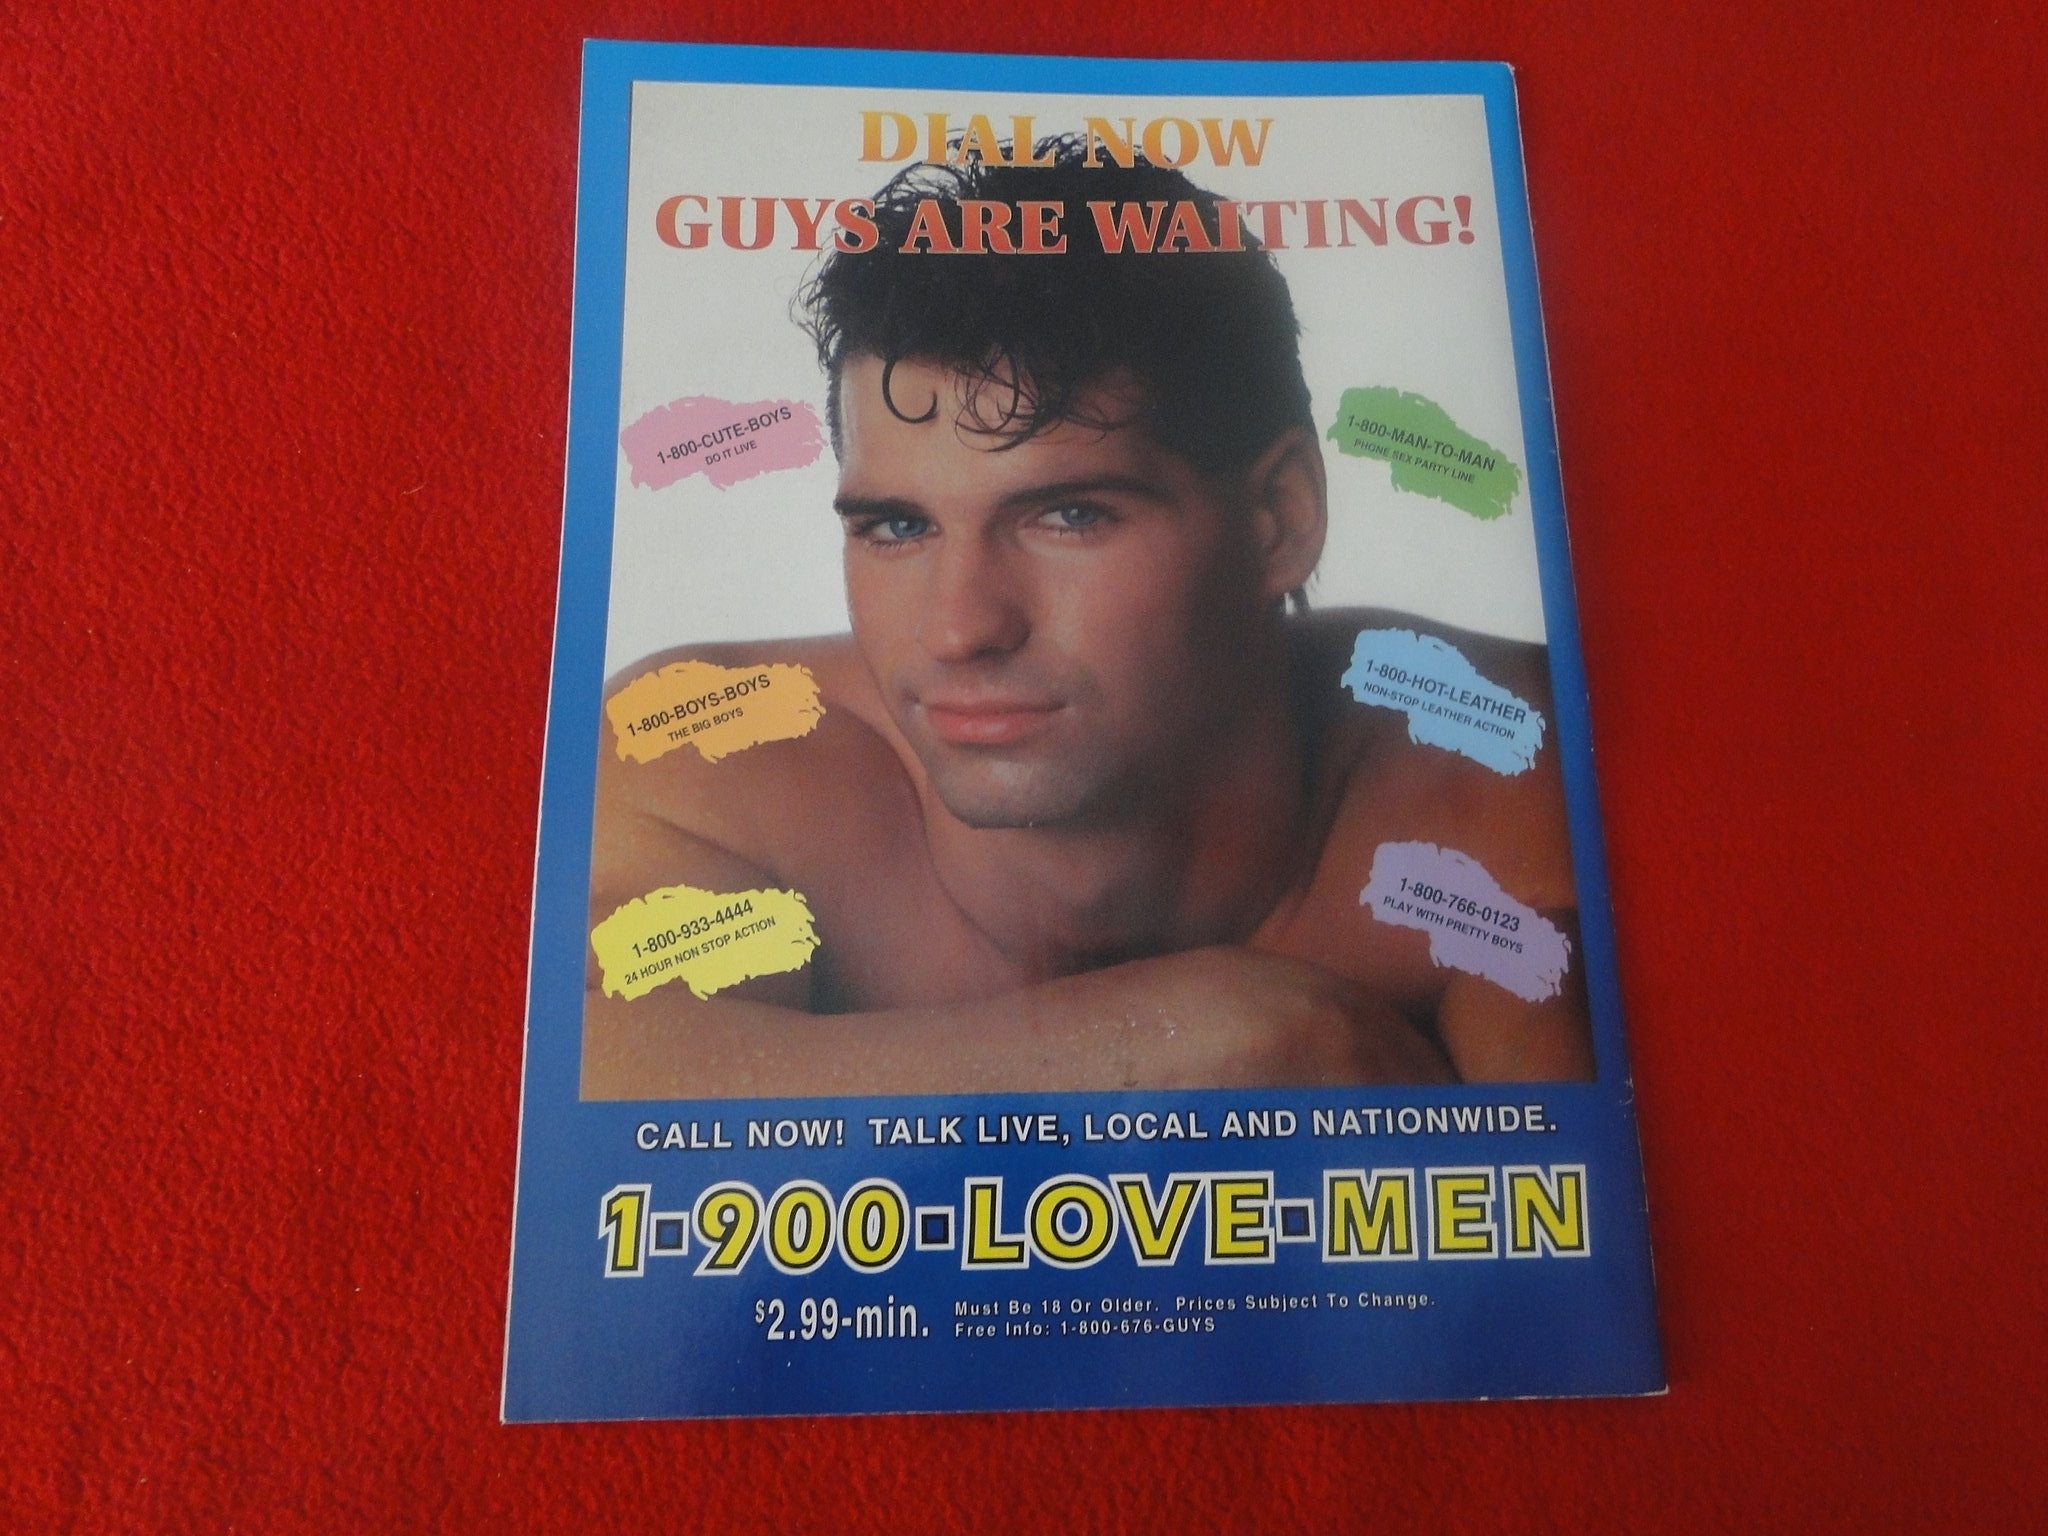 DIAL NOW
GUYS ARE WAITING!
1-800-CUTE-BOYS
DO IT LIVE
1-800-MAN-TO-MAN
PHONE SEX PARTY LINE
1-800-BOYS-BOYS
THE BIG BOYS
1-800-HOT-LEATHER
NON-STOP LEATHER ACTION
1-800-933-4444
24 HOUR NON STOP ACTION
1-800-766-0123
PLAY WITH PRETTY BOYS
CALL NOW! TALK LIVE, LOCAL AND NATIONWIDE.
1-900-LOVE-MEN
$2.99-min. Must Be 18 Or Older. Prices Subject To Change.
Free Info: 1-800-676-GUYS